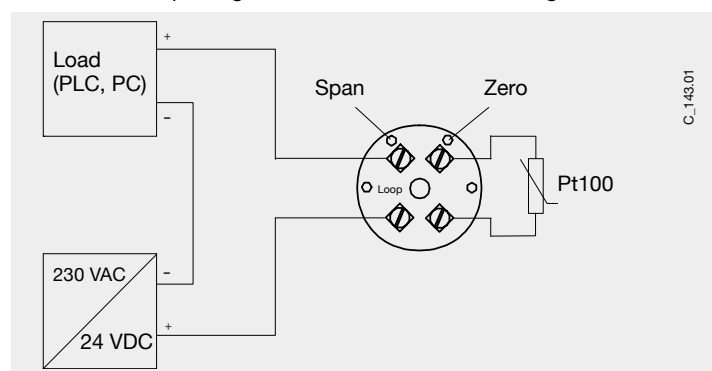 +
Load
(PLC, PC)
-
Span
Zero
C_143.01
Loop
Pt100
230 VAC
-
24 VDC
+